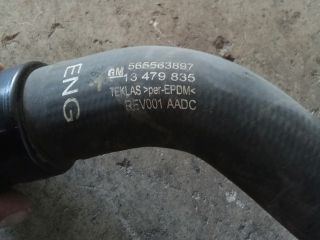 ENG
GM 565563897
13 479 835
TEKLAS >per-EPDM<
REV001 AADC